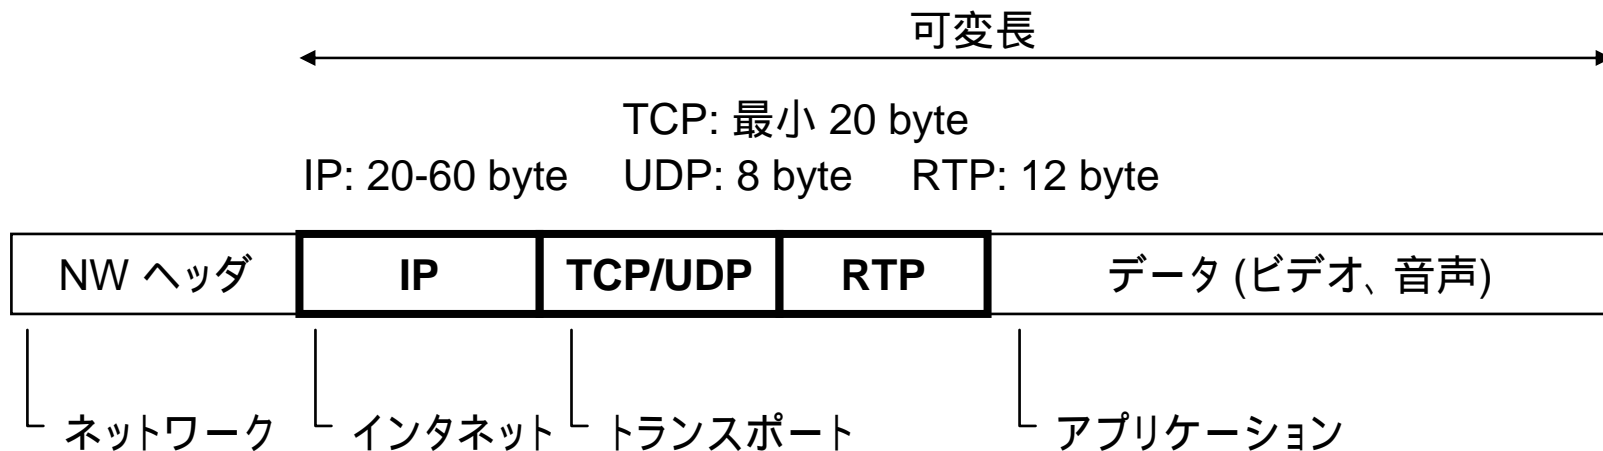 可変長
TCP: 最小 20 byte
IP: 20-60 byte UDP: 8 byte RTP: 12 byte
NW ヘッダ IP TCP/UDP RTP データ (ビデオ、音声)
ネットワーク インタネット トランスポート アプリケーション